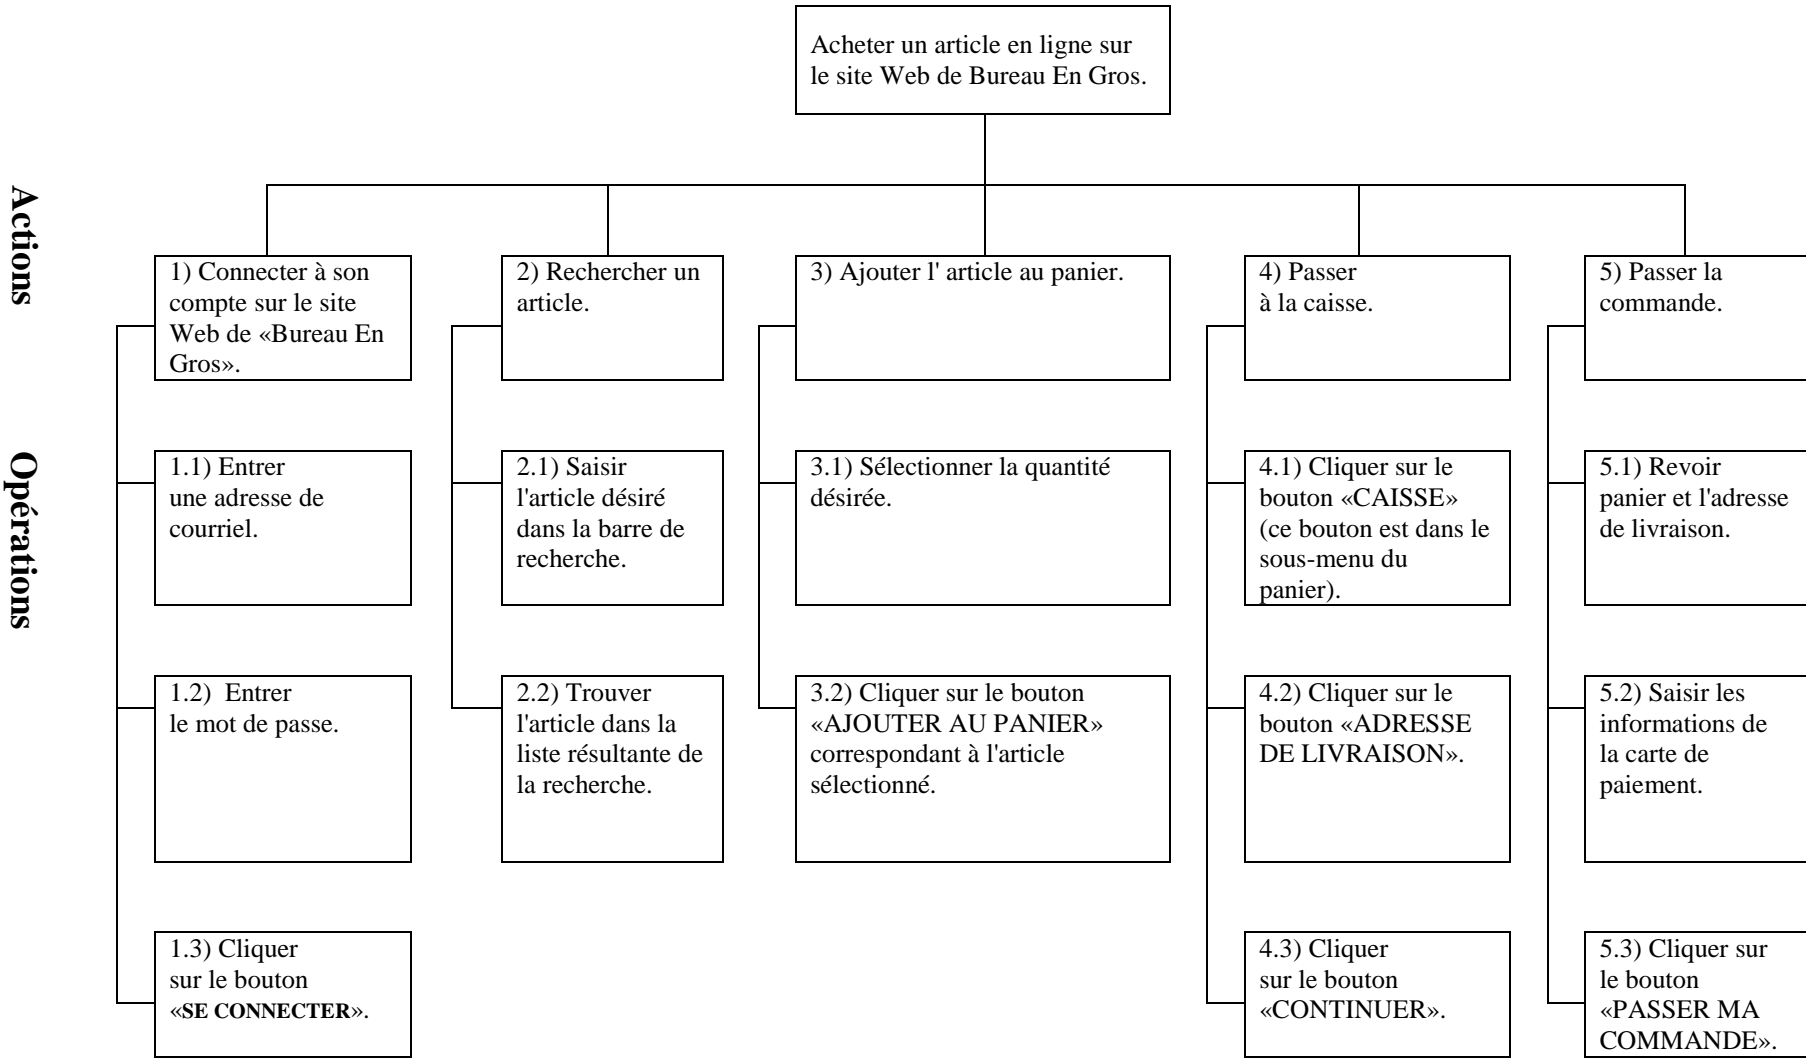 Acheter un article en ligne sur
le site Web de Bureau En Gros.
Actions
1) Connecter à son
compte sur le site
Web de «Bureau En
Gros».
2) Rechercher un
article.
3) Ajouter l' article au panier.
4) Passer
à la caisse.
5) Passer la
commande.
Opérations
1.1) Entrer
une adresse de
courriel.
2.1) Saisir
l'article désiré
dans la barre de
recherche.
3.1) Sélectionner la quantité
désirée.
4.1) Cliquer sur le
bouton «CAISSE»
(ce bouton est dans le
sous-menu du
panier).
5.1) Revoir
panier et l'adresse
de livraison.
1.2)  Entrer
le mot de passe.
2.2) Trouver
l'article dans la
liste résultante de
la recherche.
3.2) Cliquer sur le bouton
«AJOUTER AU PANIER»
correspondant à l'article
sélectionné.
4.2) Cliquer sur le
bouton «ADRESSE
DE LIVRAISON».
5.2) Saisir les
informations de
la carte de
paiement.
1.3) Cliquer
sur le bouton
«SE CONNECTER».
4.3) Cliquer
sur le bouton
«CONTINUER».
5.3) Cliquer sur
le bouton
«PASSER MA
COMMANDE».